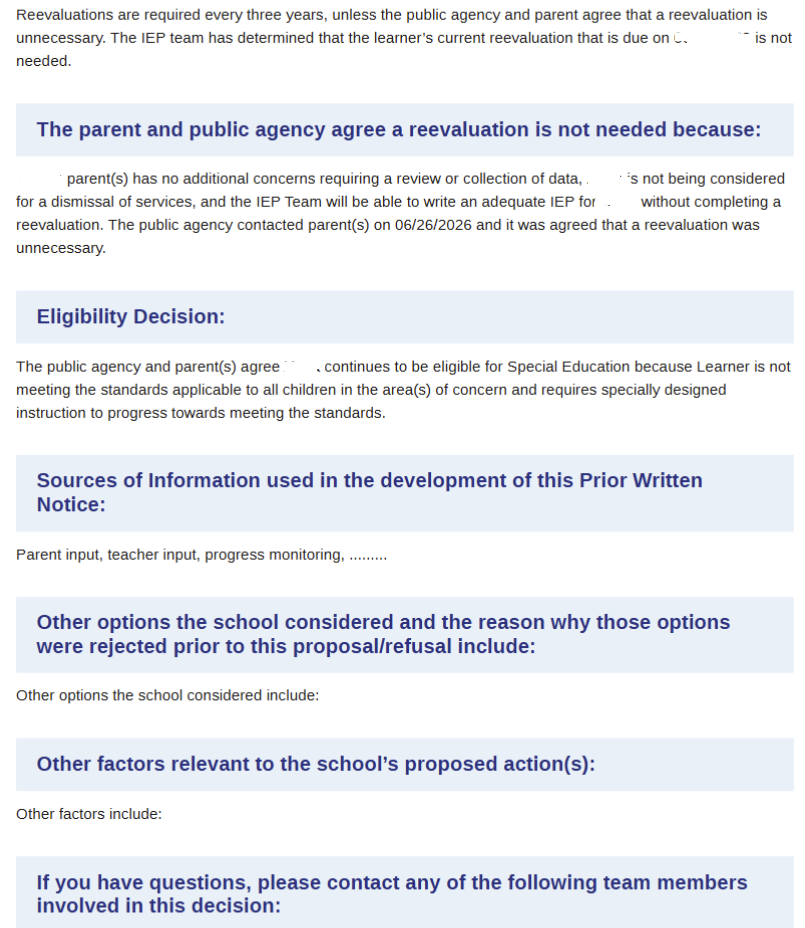 Reevaluations are required every three years, unless the public agency and parent agree that a reevaluation is
unnecessary. The IEP team has determined that the learner’s current reevaluation that is due on is not
needed.
The parent and public agency agree a reevaluation is not needed because:
parent(s) has no additional concerns requiring a review or collection of data, 's not being considered
for a dismissal of services, and the IEP Team will be able to write an adequate IEP for without completing a
reevaluation. The public agency contacted parent(s) on 06/26/2026 and it was agreed that a reevaluation was
unnecessary.
Eligibility Decision:
The public agency and parent(s) agree continues to be eligible for Special Education because Learner is not
meeting the standards applicable to all children in the area(s) of concern and requires specially designed
instruction to progress towards meeting the standards.
Sources of Information used in the development of this Prior Written
Notice:
Parent input, teacher input, progress monitoring, .........
Other options the school considered and the reason why those options
were rejected prior to this proposal/refusal include:
Other options the school considered include:
Other factors relevant to the school’s proposed action(s):
Other factors include:
If you have questions, please contact any of the following team members
involved in this decision: